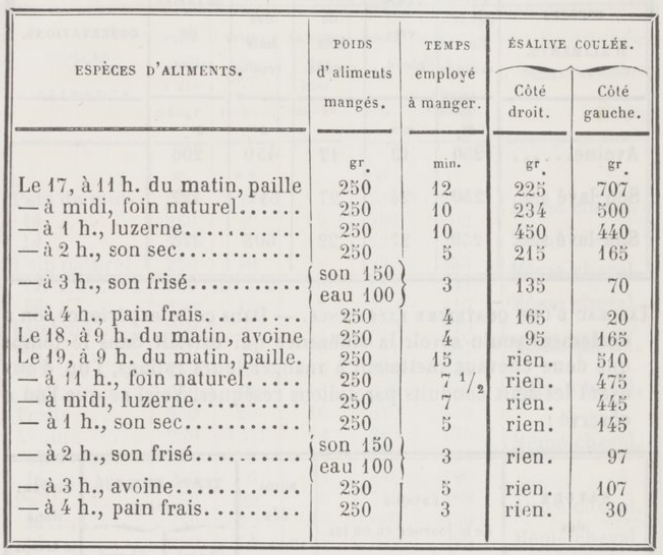 ESPÈCES D'ALIMENTS. POIDS d'aliments mangés. TEMPS employé à manger. ÉSALIVE COULÉE.
Côté droit. Côté gauche.
gr. min. gr. gr.
Le 17, à 11 h. du matin, paille 250 12 225 707
— à midi, foin naturel...... 250 10 234 500
— à 1 h., luzerne.......... 250 10 450 440
— à 2 h., son sec.......... 250 5 215 165
— à 3 h., son frisé.......... { son 150 } 3 135 70
{ eau 100 }
— à 4 h., pain frais......... 250 4 165 20
Le 18, à 9 h. du matin, avoine 250 4 95 165
Le 19, à 9 h. du matin, paille. 250 15 rien. 510
— à 11 h., foin naturel.... 250 7 1/2 rien. 475
— à midi, luzerne.......... 250 7 rien. 445
— à 1 h., son sec.......... 250 5 rien. 145
— à 2 h., son frisé.......... { son 150 } 3 rien. 97
{ eau 100 }
— à 3 h., avoine........... 250 5 rien. 107
— à 4 h., pain frais......... 250 3 rien. 30